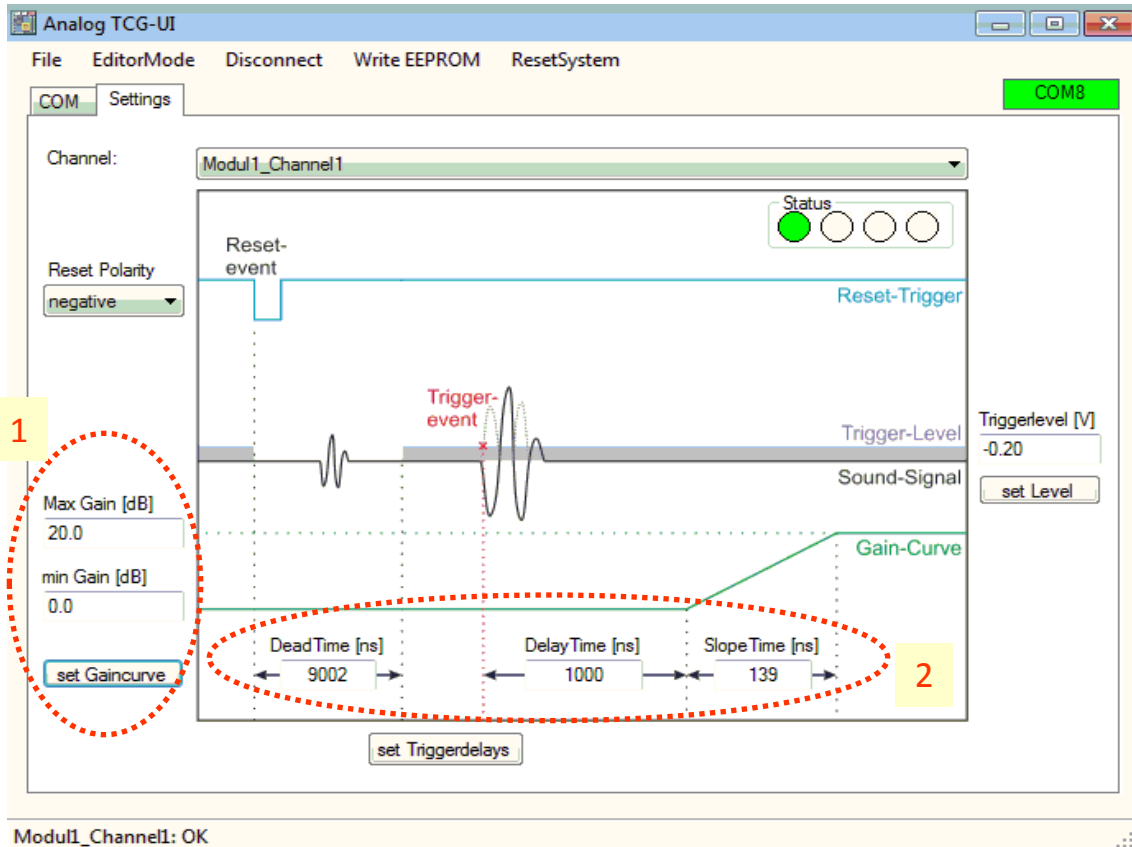 Analog TCG-UI
File EditorMode Disconnect Write EEPROM ResetSystem
COM Settings
COM8
Channel:
Modul1_Channel1
Status
Reset-
event
Reset Polarity
negative
Reset-Trigger
Trigger-
event
1
Trigger-Level
Triggerlevel [V]
-0.20
Sound-Signal
set Level
Max Gain [dB]
20.0
Gain-Curve
min Gain [dB]
0.0
DeadTime [ns] DelayTime [ns] SlopeTime [ns]
9002 1000 139
2
set Gaincurve
set Triggerdelays
Modul1_Channel1: OK